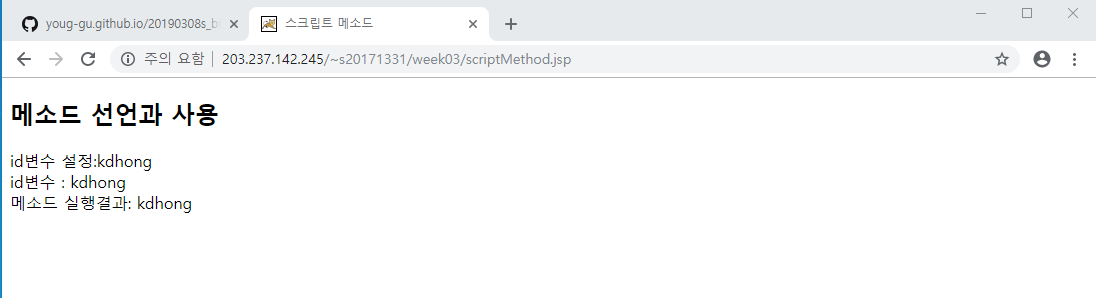 youg-gu.github.io/20190308s_bi
스크립트 메소드
주의 요함
203.237.142.245/~s20171331/week03/scriptMethod.jsp
메소드 선언과 사용
id변수 설정:kdhong
id변수 : kdhong
메소드 실행결과: kdhong